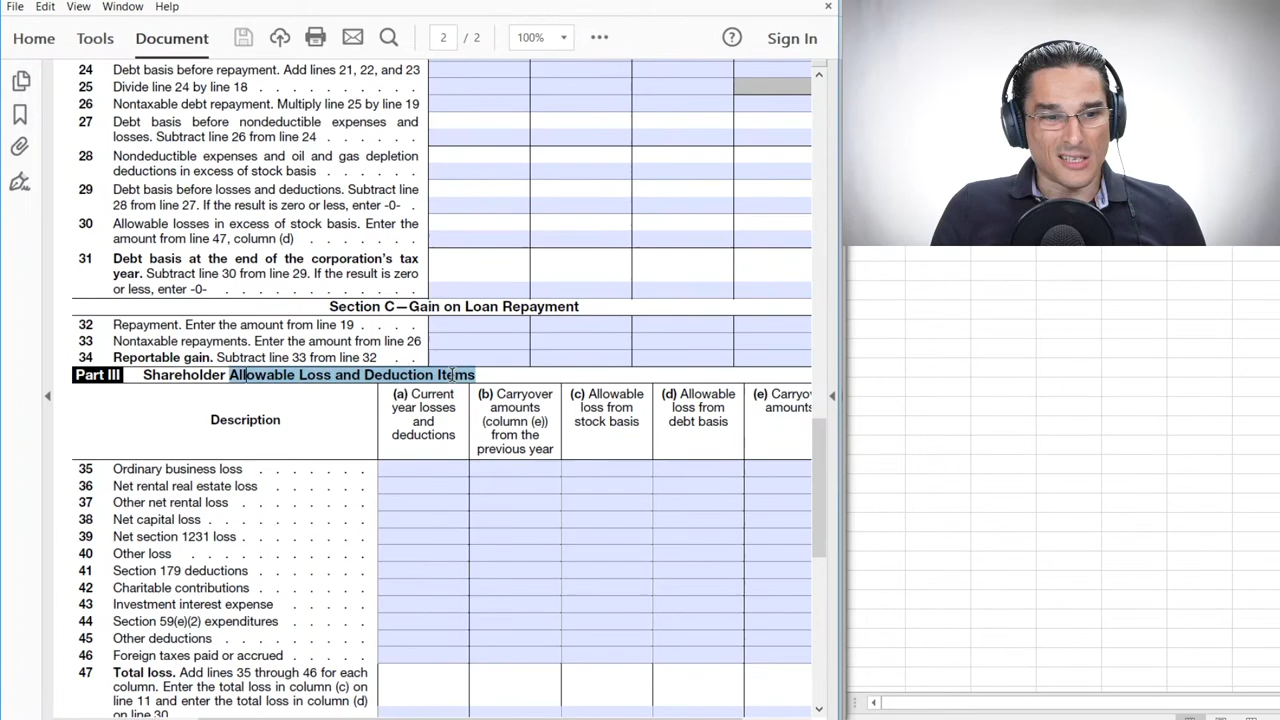 File Edit View Window Help
Home Tools Document 2 / 2 100% Sign In
24 Debt basis before repayment. Add lines 21, 22, and 23
25 Divide line 24 by line 18 . . . . . . . . .
26 Nontaxable debt repayment. Multiply line 25 by line 19
27 Debt basis before nondeductible expenses and
losses. Subtract line 26 from line 24 . . . . . .
28 Nondeductible expenses and oil and gas depletion
deductions in excess of stock basis . . . . . .
29 Debt basis before losses and deductions. Subtract line
28 from line 27. If the result is zero or less, enter -0- .
30 Allowable losses in excess of stock basis. Enter the
amount from line 47, column (d) . . . . . . .
31 Debt basis at the end of the corporation's tax
year. Subtract line 30 from line 29. If the result is zero
or less, enter -0- . . . . . . . . . . . .
Section C—Gain on Loan Repayment
32 Repayment. Enter the amount from line 19 . . . .
33 Nontaxable repayments. Enter the amount from line 26
34 Reportable gain. Subtract line 33 from line 32 . .
Part III Shareholder Allowable Loss and Deduction Items
Description
(a) Current
year losses
and
deductions
(b) Carryover
amounts
(column (e))
from the
previous year
(c) Allowable
loss from
stock basis
(d) Allowable
loss from
debt basis
(e) Carryo
amounts
35 Ordinary business loss . . . . . . .
36 Net rental real estate loss . . . . . .
37 Other net rental loss . . . . . . . .
38 Net capital loss . . . . . . . . . .
39 Net section 1231 loss . . . . . . . .
40 Other loss . . . . . . . . . . .
41 Section 179 deductions . . . . . . .
42 Charitable contributions . . . . . . .
43 Investment interest expense . . . . .
44 Section 59(e)(2) expenditures . . . . .
45 Other deductions . . . . . . . . .
46 Foreign taxes paid or accrued . . . . .
47 Total loss. Add lines 35 through 46 for each
column. Enter the total loss in column (c) on
line 11 and enter the total loss in column (d)
on line 30